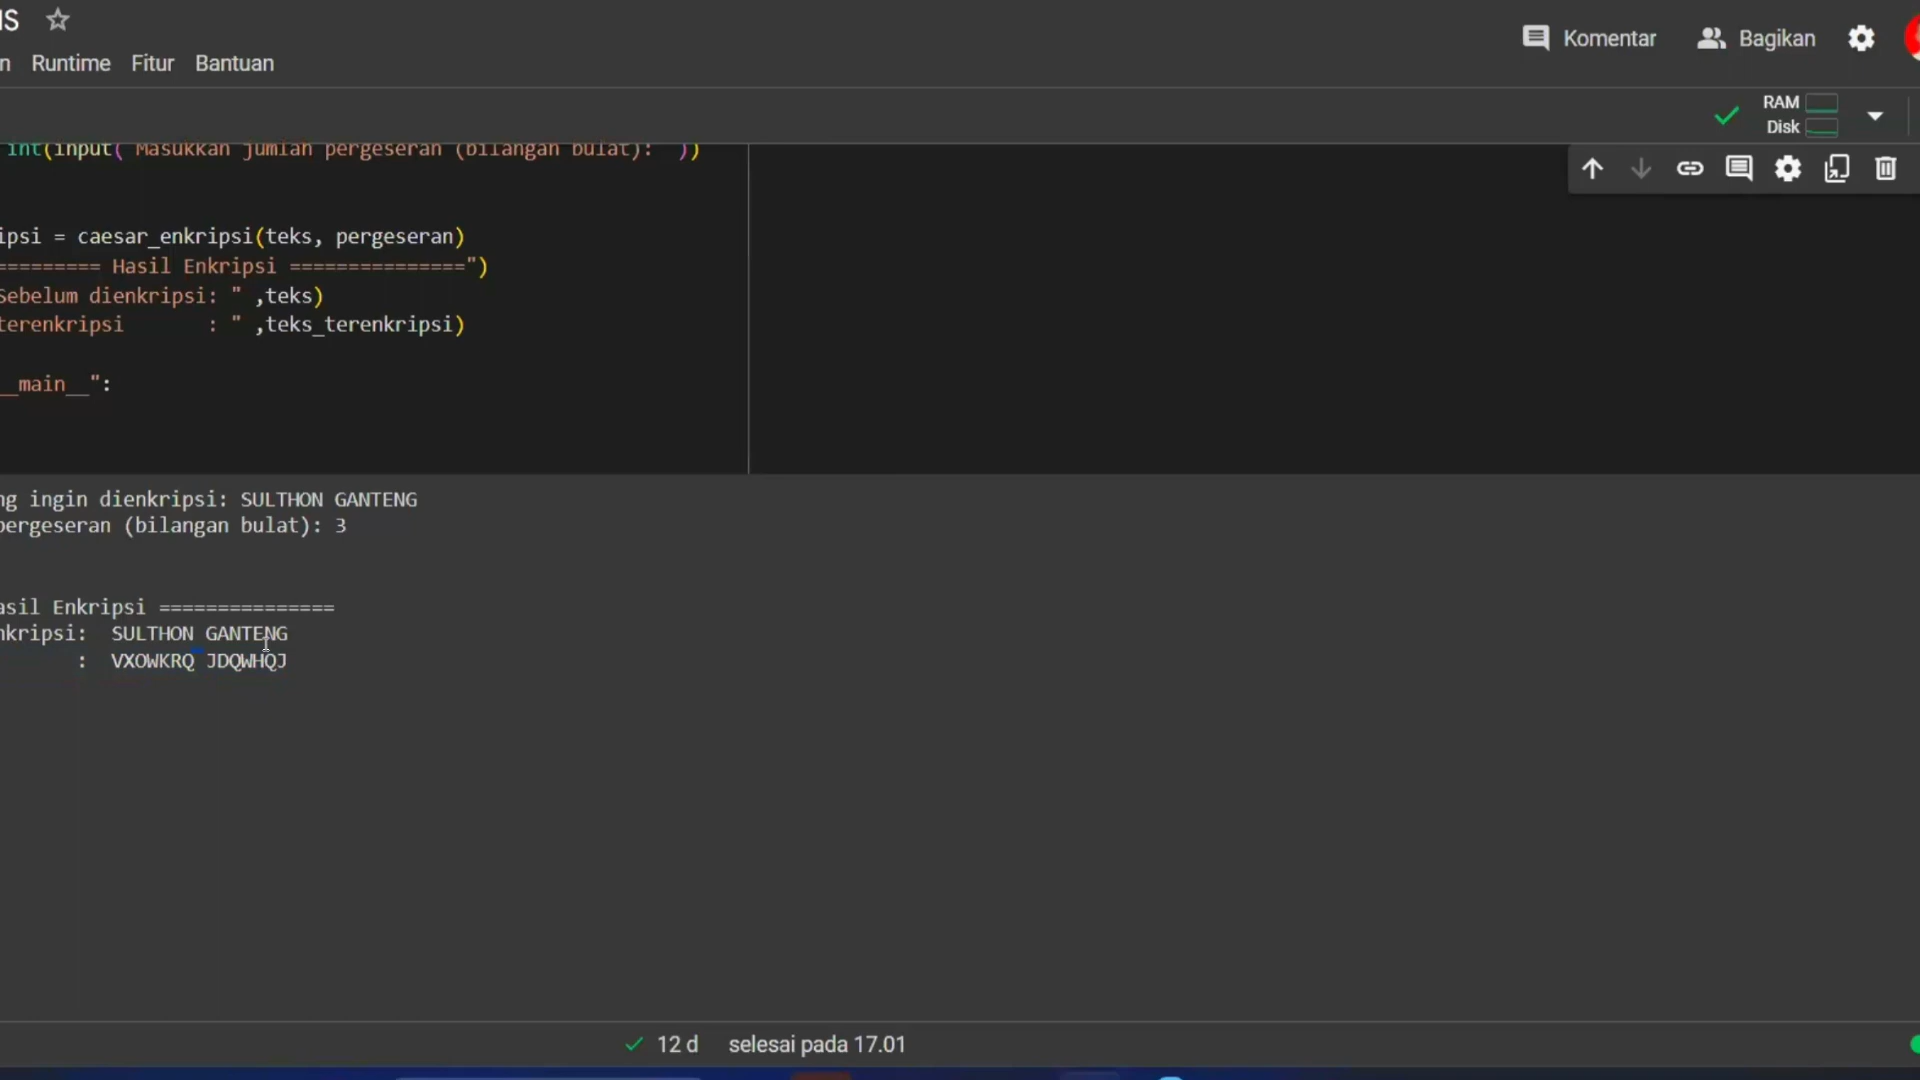 IS
n Runtime Fitur Bantuan
Komentar Bagikan
RAM
Disk
int(input( Masukkan jumlah pergeseran (bilangan bulat): ))
ipsi = caesar_enkripsi(teks, pergeseran)
========= Hasil Enkripsi ===============")
Sebelum dienkripsi: " ,teks)
terenkripsi : " ,teks_terenkripsi)
__main__":
ng ingin dienkripsi: SULTHON GANTENG
pergeseran (bilangan bulat): 3
asil Enkripsi ===============
nkripsi: SULTHON GANTENG
: VXOWKRQ JDQWHQJ
12 d selesai pada 17.01